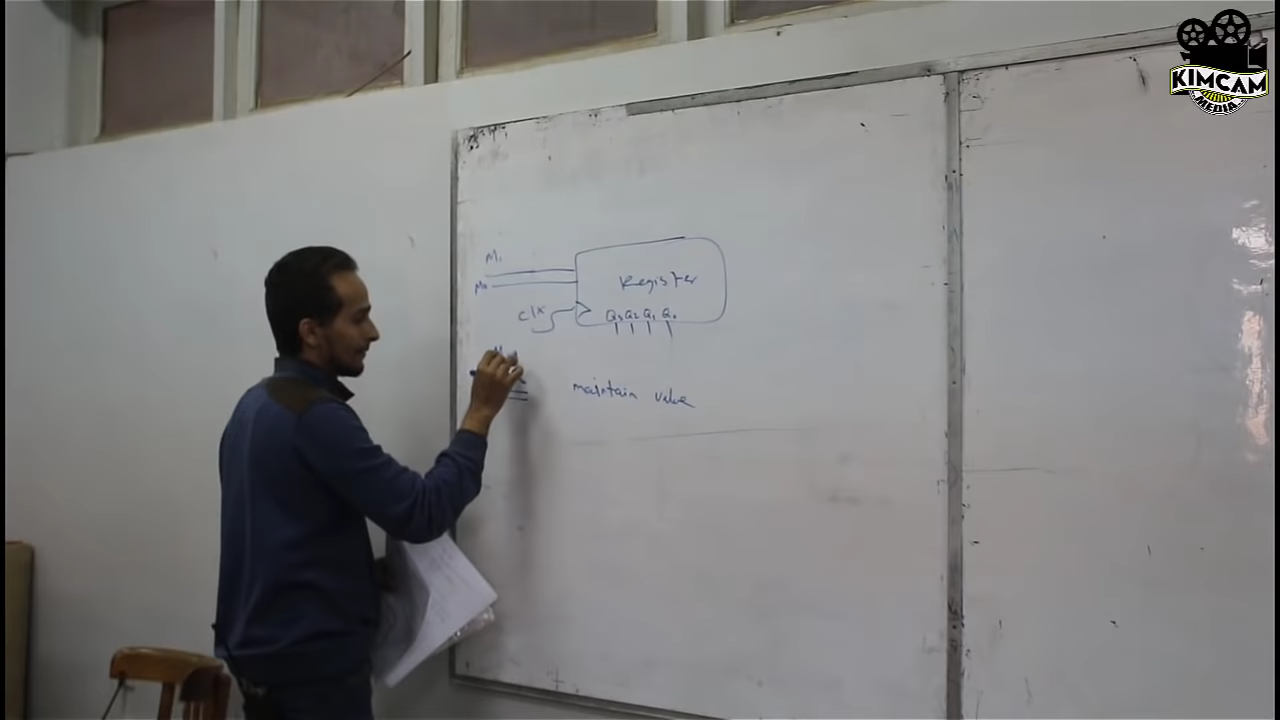 KIMCAM
MEDIA
M1
M0
Register
clk
Q3 Q2 Q1 Q0
maintain value